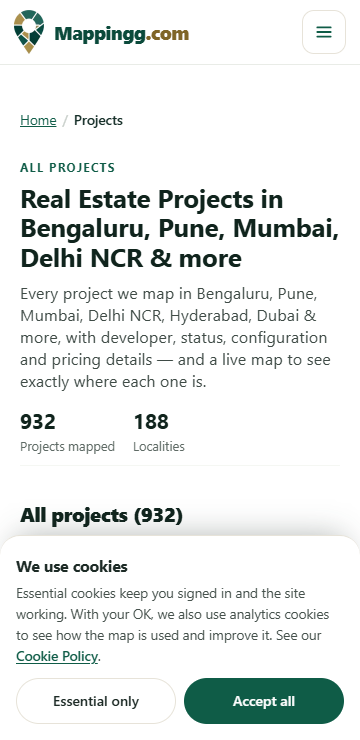 Mappingg.com
Home / Projects
ALL PROJECTS
Real Estate Projects in
Bengaluru, Pune, Mumbai,
Delhi NCR & more
Every project we map in Bengaluru, Pune,
Mumbai, Delhi NCR, Hyderabad, Dubai &
more, with developer, status, configuration
and pricing details — and a live map to see
exactly where each one is.
932 188
Projects mapped Localities
All projects (932)
We use cookies
Essential cookies keep you signed in and the site
working. With your OK, we also use analytics cookies
to see how the map is used and improve it. See our
Cookie Policy.
Essential only Accept all